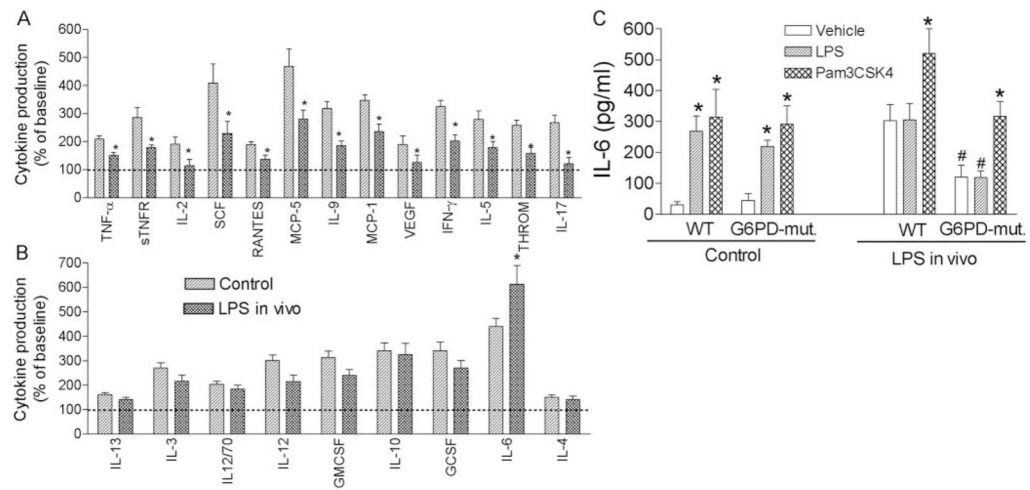 A
Cytokine production
(% of baseline)
600
500
400
300
200
100
0
*
*
*
*
*
*
*
*
*
*
*
*
*
TNF-α
sTNFR
IL-2
SCF
RANTES
MCP-5
IL-9
MCP-1
VEGF
IFN-γ
IL-5
THROM
IL-17
B
Cytokine production
(% of baseline)
700
600
500
400
300
200
100
0
Control
LPS in vivo
*
IL-13
IL-3
IL12/70
IL-12
GMCSF
IL-10
GCSF
IL-6
IL-4
C
IL-6 (pg/ml)
600
500
400
300
200
100
0
Vehicle
LPS
Pam3CSK4
* * * * * # # *
WT G6PD-mut. WT G6PD-mut.
Control LPS in vivo